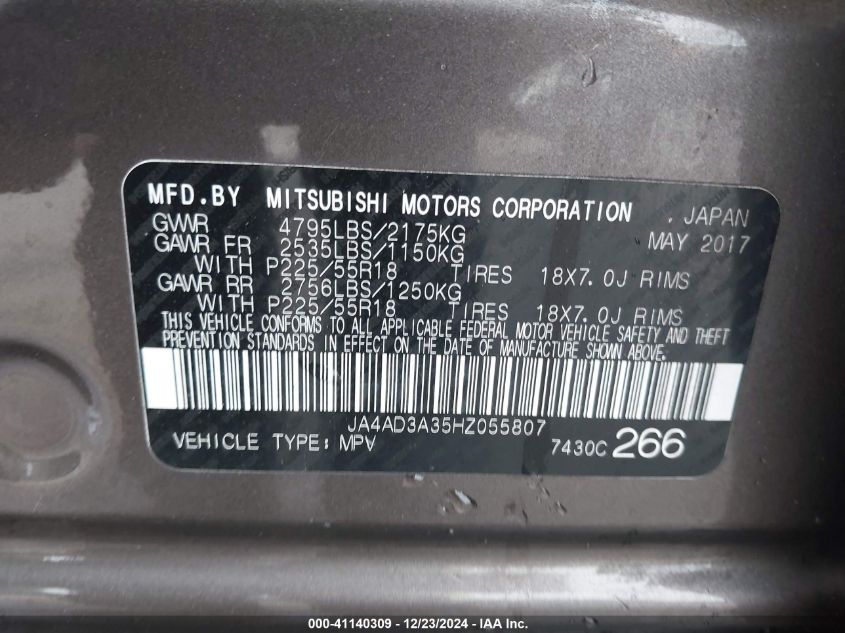 MFD.BY MITSUBISHI MOTORS CORPORATION . JAPAN
GVWR 4795LBS/2175KG MAY 2017
GAWR FR 2535LBS/1150KG
WITH P225/55R18 TIRES 18X7.0J RIMS
GAWR RR 2756LBS/1250KG
WITH P225/55R18 TIRES 18X7.0J RIMS
THIS VEHICLE CONFORMS TO ALL APPLICABLE FEDERAL MOTOR VEHICLE SAFETY AND THEFT
PREVENTION STANDARDS IN EFFECT ON THE DATE OF MANUFACTURE SHOWN ABOVE.
JA4AD3A35HZ055807
VEHICLE TYPE: MPV 7430C 266
000-41140309 - 12/23/2024 - IAA Inc.